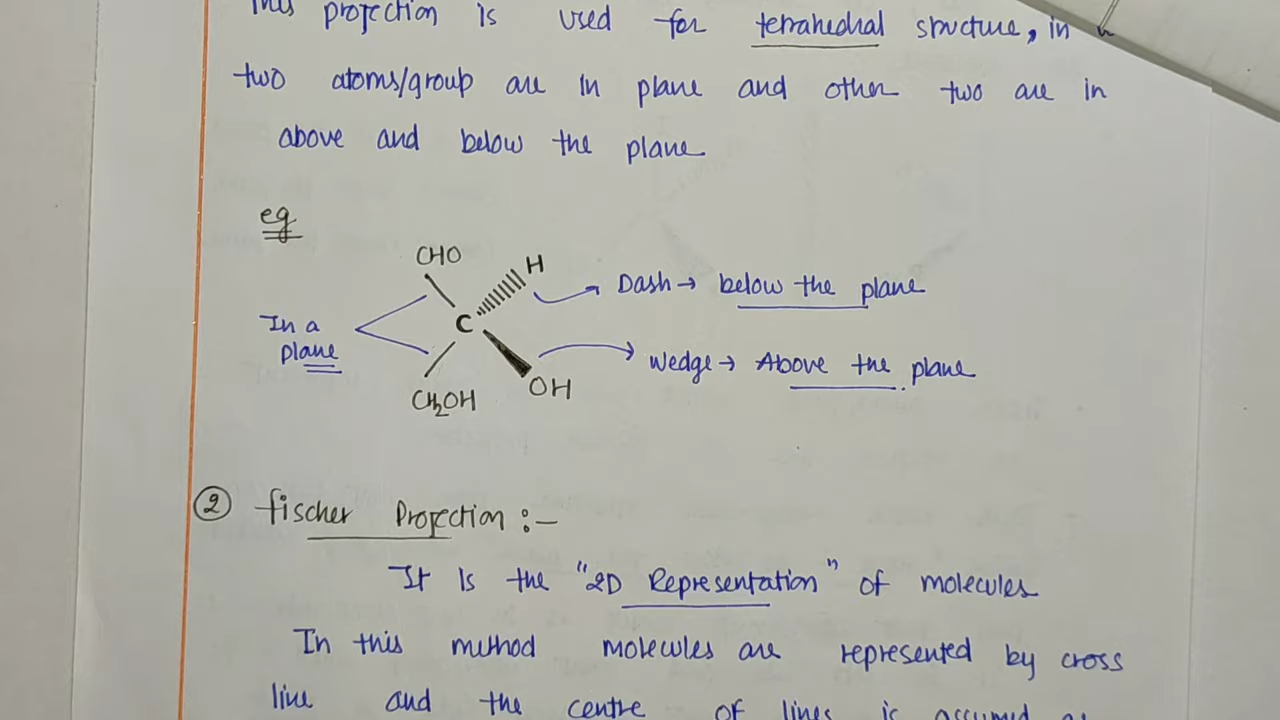 This projection is used for tetrahedral structure, in
two atoms/group are in plane and other two are in
above and below the plane
eg
CHO
H
Dash → below the plane
In a
plane
C
Wedge → Above the plane
CH2OH
OH
② fischer Projection :-
It is the "2D Representation" of molecules
In this method molecules are represented by cross
line and the centre of lines is assumed as